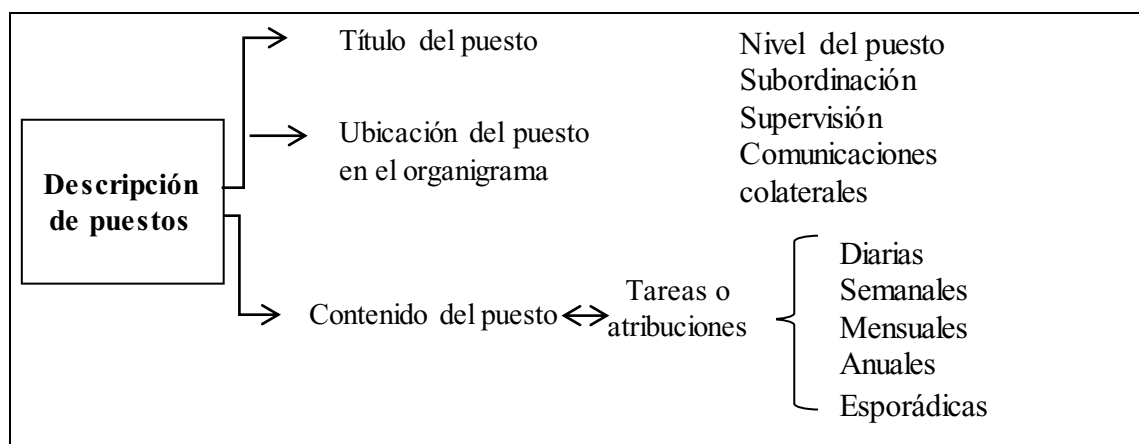 Título del puesto
Nivel del puesto
Subordinación
Supervisión
Comunicaciones
colaterales
Ubicación del puesto
en el organigrama
Descripción
de puestos
Contenido del puesto
Tareas o
atribuciones
Diarias
Semanales
Mensuales
Anuales
Esporádicas